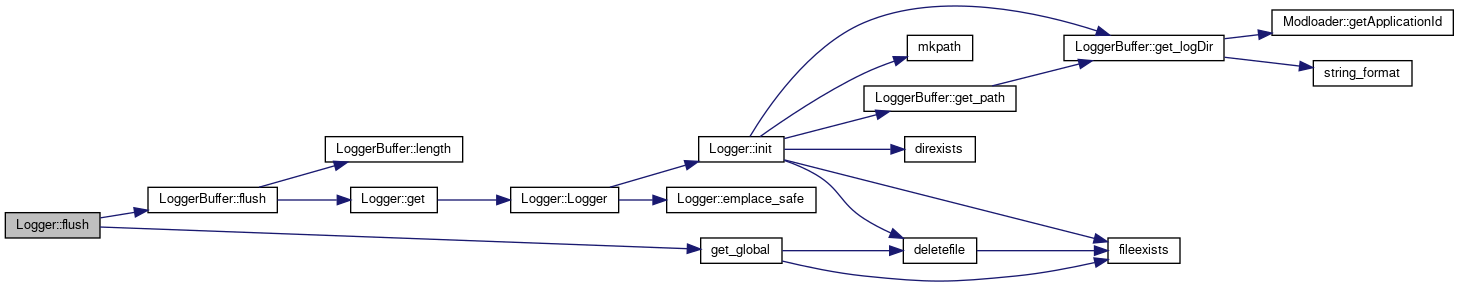 Modloader::getApplicationId
LoggerBuffer::get_logDir
mkpath
string_format
LoggerBuffer::get_path
LoggerBuffer::length
Logger::init
direxists
LoggerBuffer::flush
Logger::get
Logger::Logger
Logger::emplace_safe
Logger::flush
get_global
deletefile
fileexists